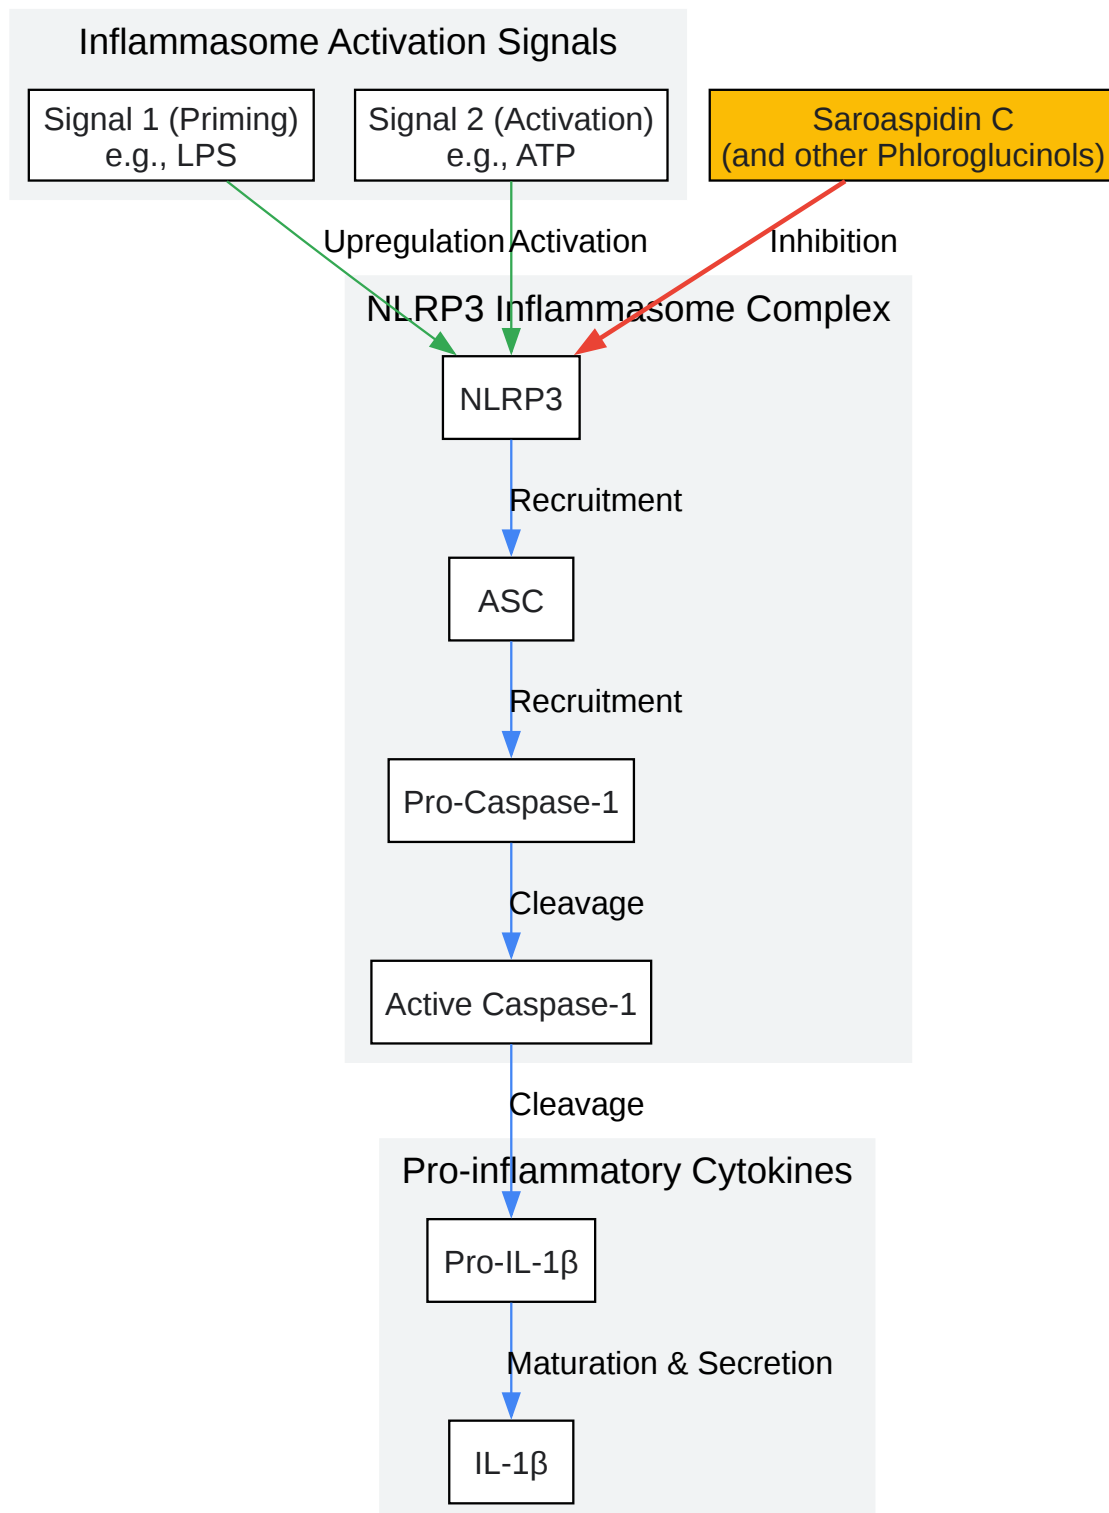 Inflammasome Activation Signals
Signal 1 (Priming)
e.g., LPS
Signal 2 (Activation)
e.g., ATP
Saroaspidin C
(and other Phloroglucinols)
Upregulation
Activation
Inhibition
NLRP3 Inflammasome Complex
NLRP3
Recruitment
ASC
Recruitment
Pro-Caspase-1
Cleavage
Active Caspase-1
Cleavage
Pro-inflammatory Cytokines
Pro-IL-1β
Maturation & Secretion
IL-1β